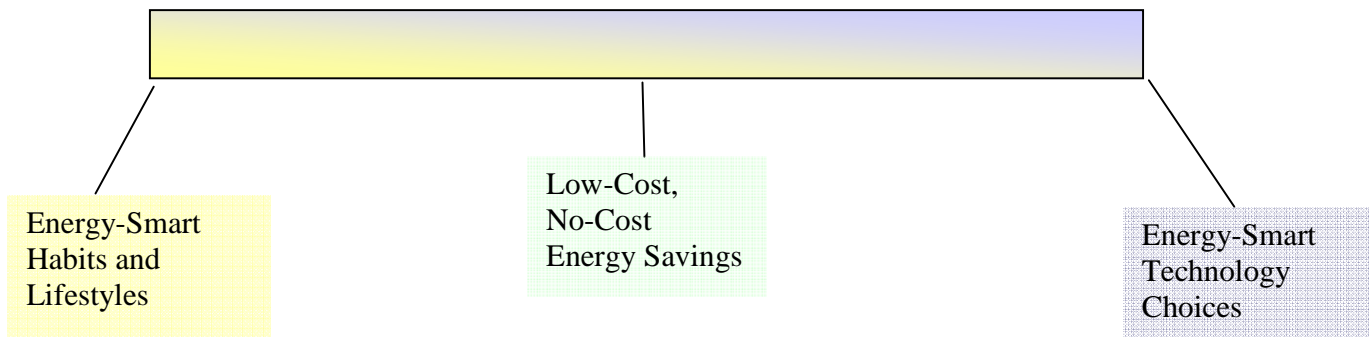 Energy-Smart
Habits and
Lifestyles
Low-Cost,
No-Cost
Energy Savings
Energy-Smart
Technology
Choices